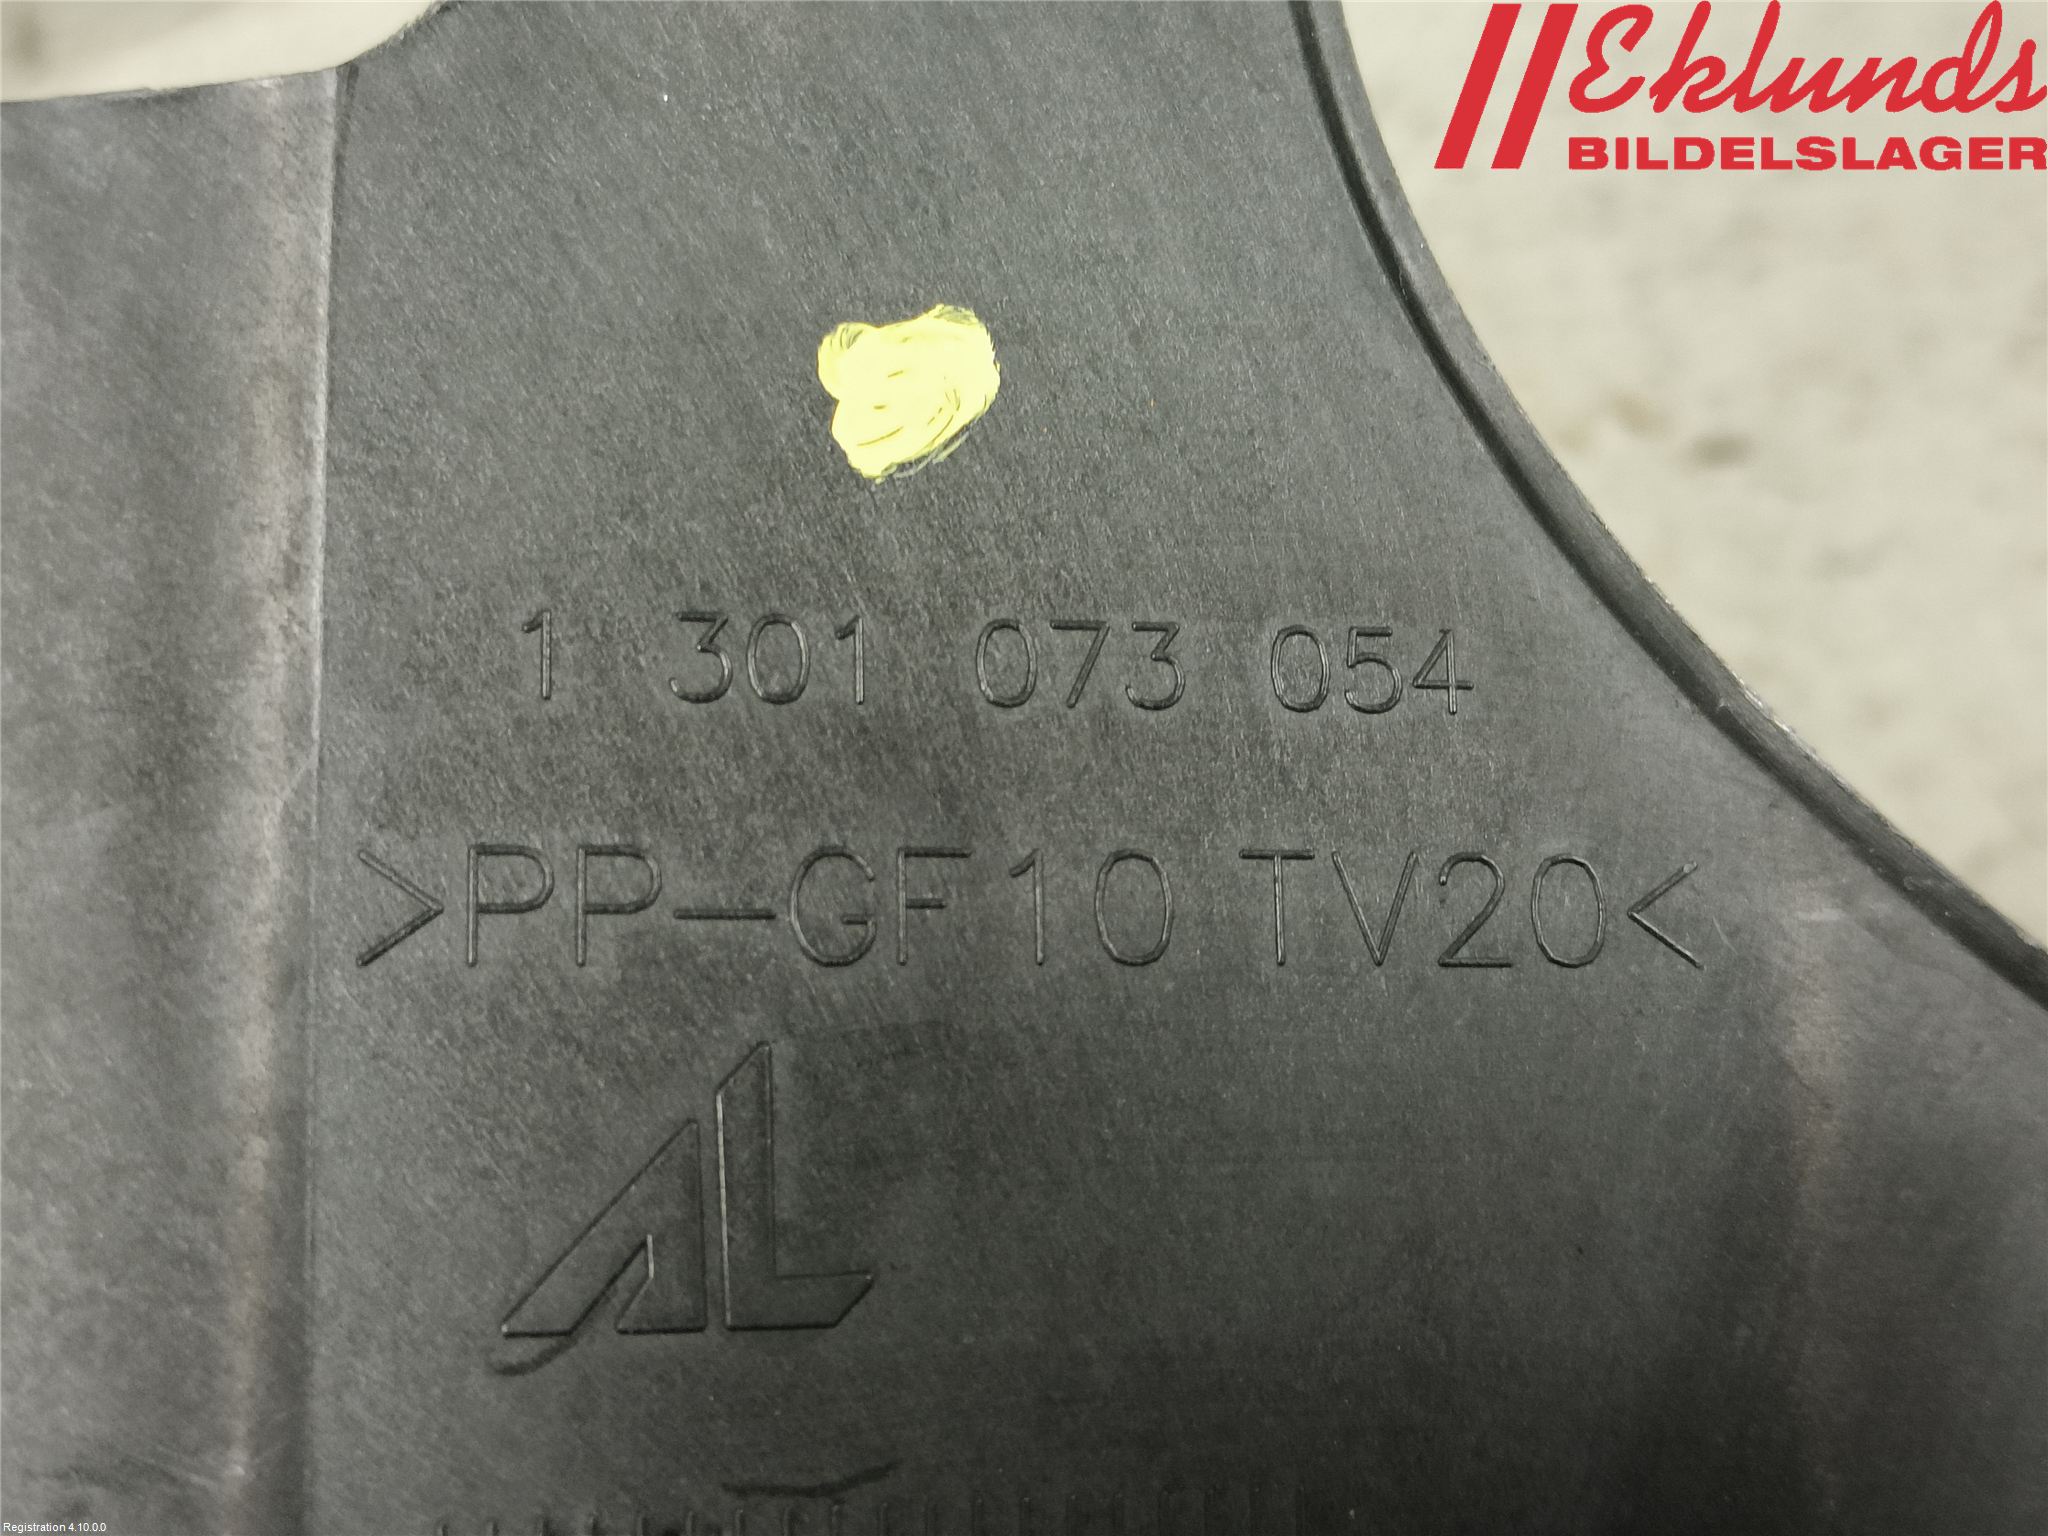 Eklunds
BILDELSLAGER
1 301 073 054
>PP-GF10 TV20<
AL
Registration 4.10.0.0